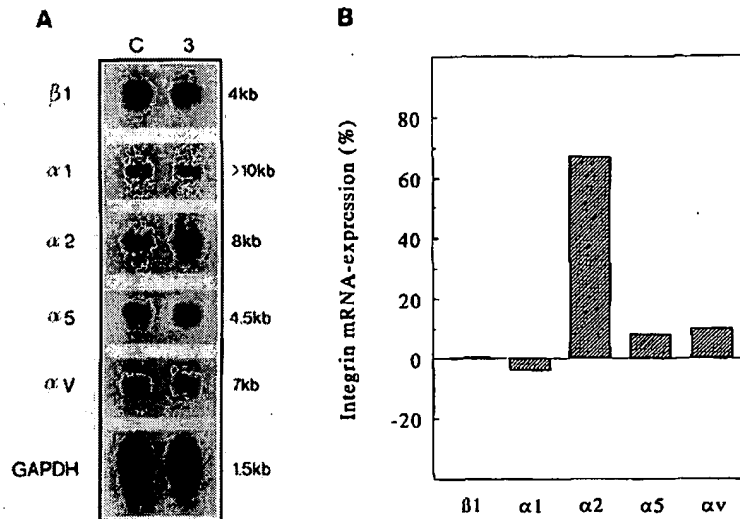 A
C 3
β1 4kb
α1 >10kb
α2 8kb
α5 4.5kb
αV 7kb
GAPDH 1.5kb
B
Integrin mRNA-expression (%)
80
60
40
20
0
-20
β1 α1 α2 α5 αv